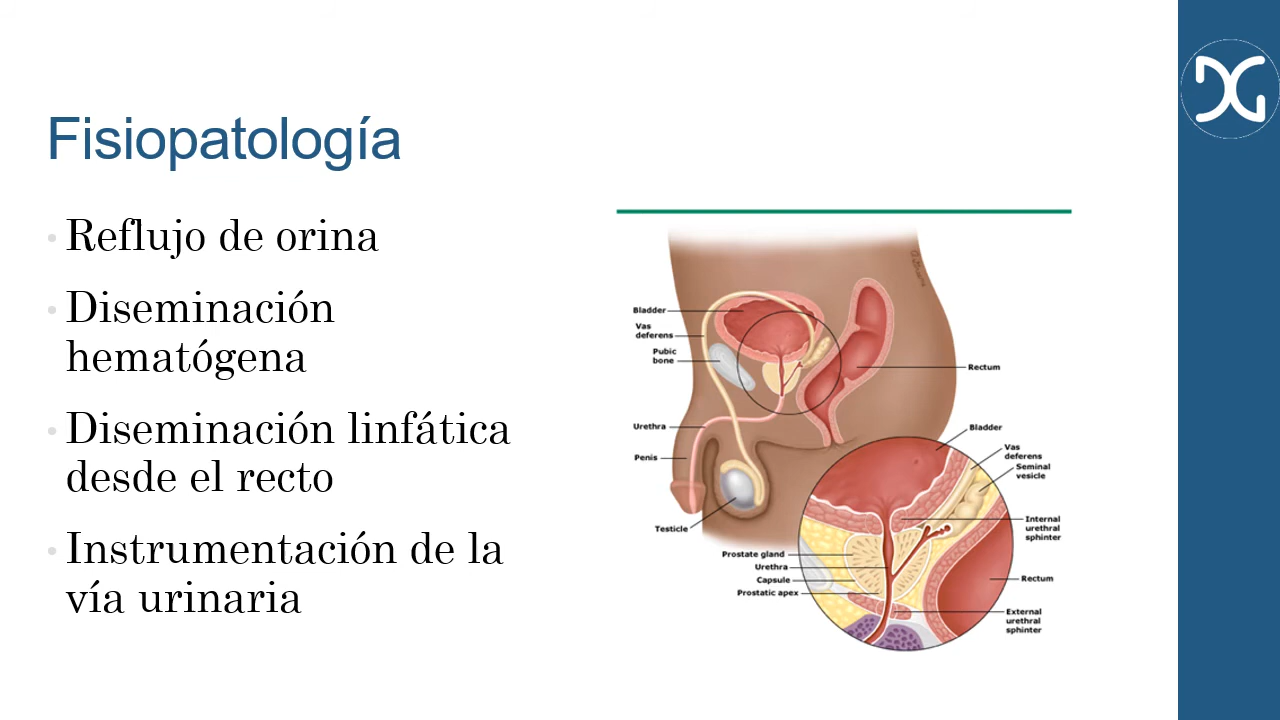 Fisiopatología
Reflujo de orina
Diseminación
hematógena
Diseminación linfática
desde el recto
Instrumentación de la
vía urinaria
Bladder
Vas
deferens
Pubic
bone
Rectum
Urethra
Penis
Testicle
Bladder
Vas
deferens
Seminal
vesicle
Internal
urethral
sphinter
Prostate gland
Urethra
Capsule
Prostatic apex
Rectum
External
urethral
sphinter